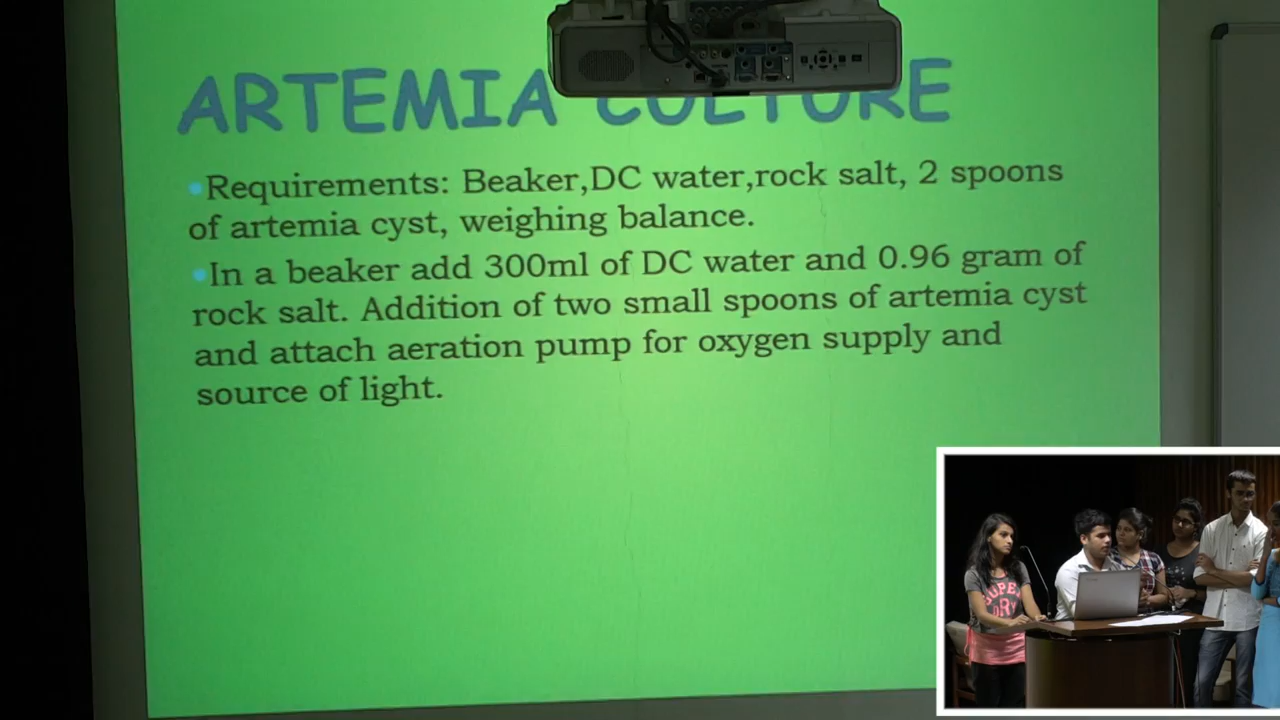 ARTEMIA CULTURE
•Requirements: Beaker,DC water,rock salt, 2 spoons
of artemia cyst, weighing balance.
•In a beaker add 300ml of DC water and 0.96 gram of
rock salt. Addition of two small spoons of artemia cyst
and attach aeration pump for oxygen supply and
source of light.